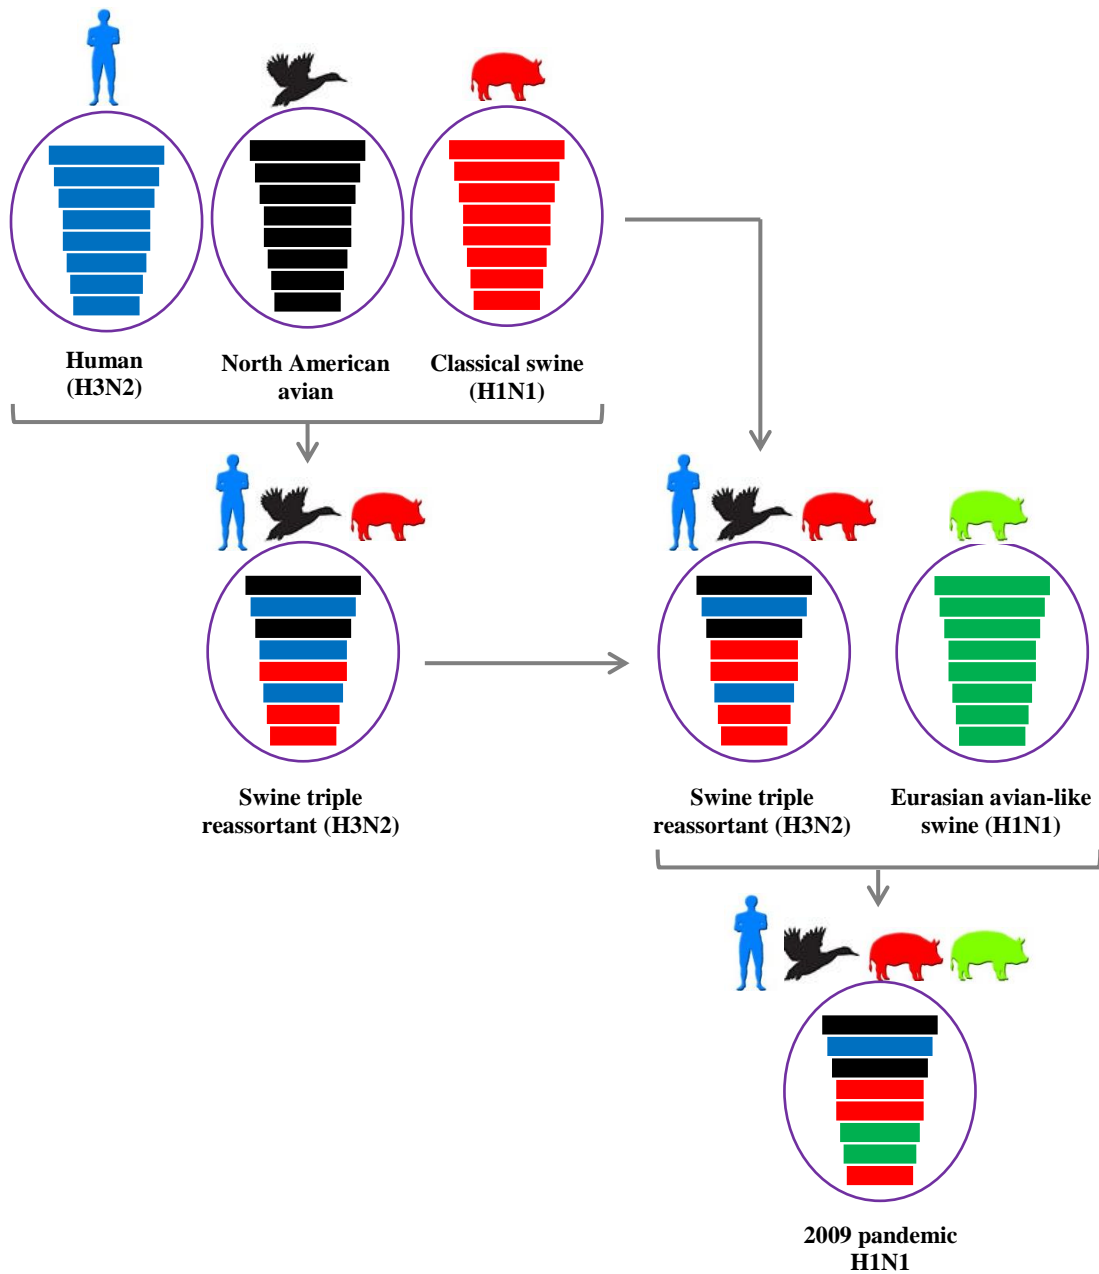 Human
(H3N2)
North American
avian
Classical swine
(H1N1)
Swine triple
reassortant (H3N2)
Swine triple
reassortant (H3N2)
Eurasian avian-like
swine (H1N1)
2009 pandemic
H1N1